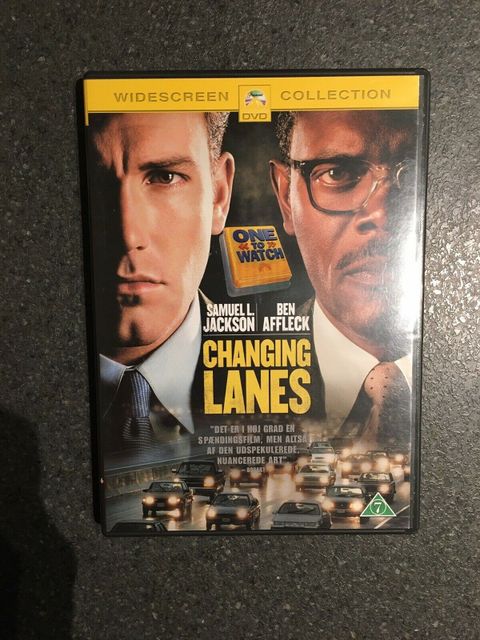 WIDESCREEN DVD COLLECTION
ONE
« TO »
WATCH
SAMUEL L. JACKSON
BEN AFFLECK
CHANGING
LANES
"DET ER I HØJ GRAD EN
SPÆNDINGSFILM, MEN ALTSÅ
AF DEN UDSPEKULEREDE,
NUANCEREDE ART"
7